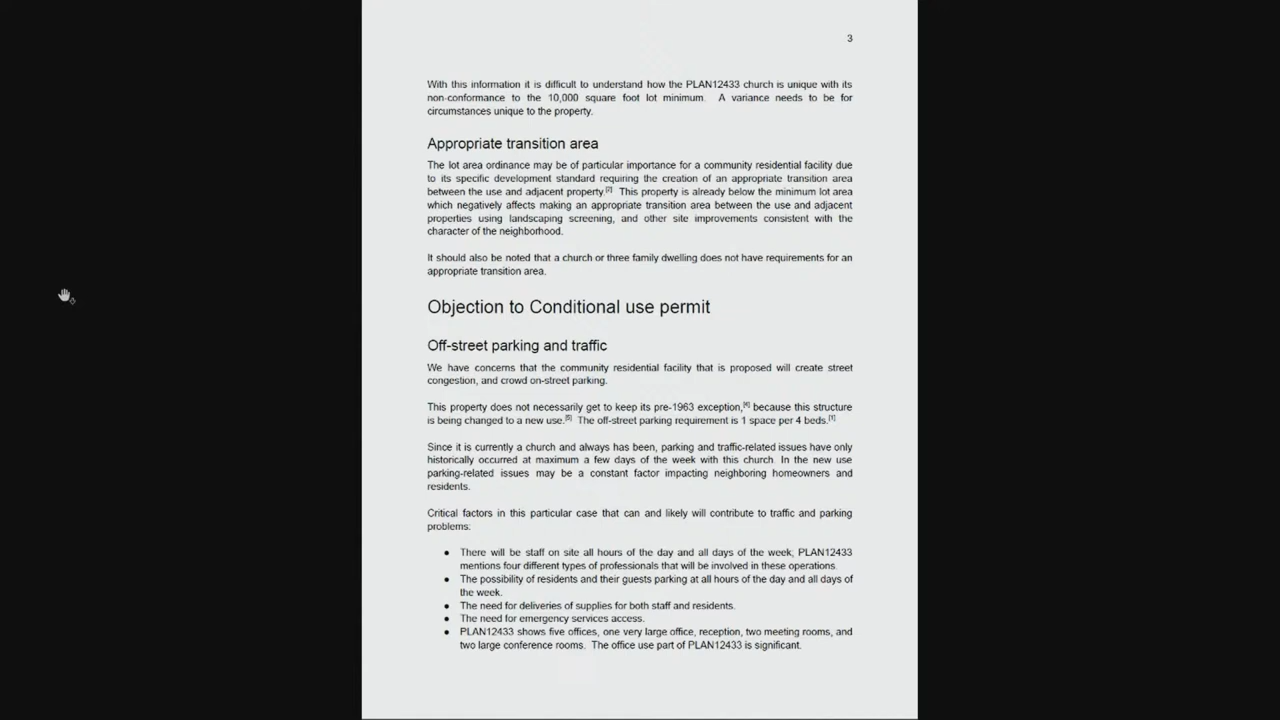 3
With this information it is difficult to understand how the PLAN12433 church is unique with its
non-conformance to the 10,000 square foot lot minimum. A variance needs to be for
circumstances unique to the property.
Appropriate transition area
The lot area ordinance may be of particular importance for a community residential facility due
to its specific development standard requiring the creation of an appropriate transition area
between the use and adjacent property.[2] This property is already below the minimum lot area
which negatively affects making an appropriate transition area between the use and adjacent
properties using landscaping screening, and other site improvements consistent with the
character of the neighborhood.
It should also be noted that a church or three family dwelling does not have requirements for an
appropriate transition area.
Objection to Conditional use permit
Off-street parking and traffic
We have concerns that the community residential facility that is proposed will create street
congestion, and crowd on-street parking.
This property does not necessarily get to keep its pre-1963 exception,[4] because this structure
is being changed to a new use.[5] The off-street parking requirement is 1 space per 4 beds.[1]
Since it is currently a church and always has been, parking and traffic-related issues have only
historically occurred at maximum a few days of the week with this church. In the new use
parking-related issues may be a constant factor impacting neighboring homeowners and
residents.
Critical factors in this particular case that can and likely will contribute to traffic and parking
problems:
● There will be staff on site all hours of the day and all days of the week; PLAN12433
mentions four different types of professionals that will be involved in these operations.
● The possibility of residents and their guests parking at all hours of the day and all days of
the week.
● The need for deliveries of supplies for both staff and residents.
● The need for emergency services access.
● PLAN12433 shows five offices, one very large office, reception, two meeting rooms, and
two large conference rooms. The office use part of PLAN12433 is significant.